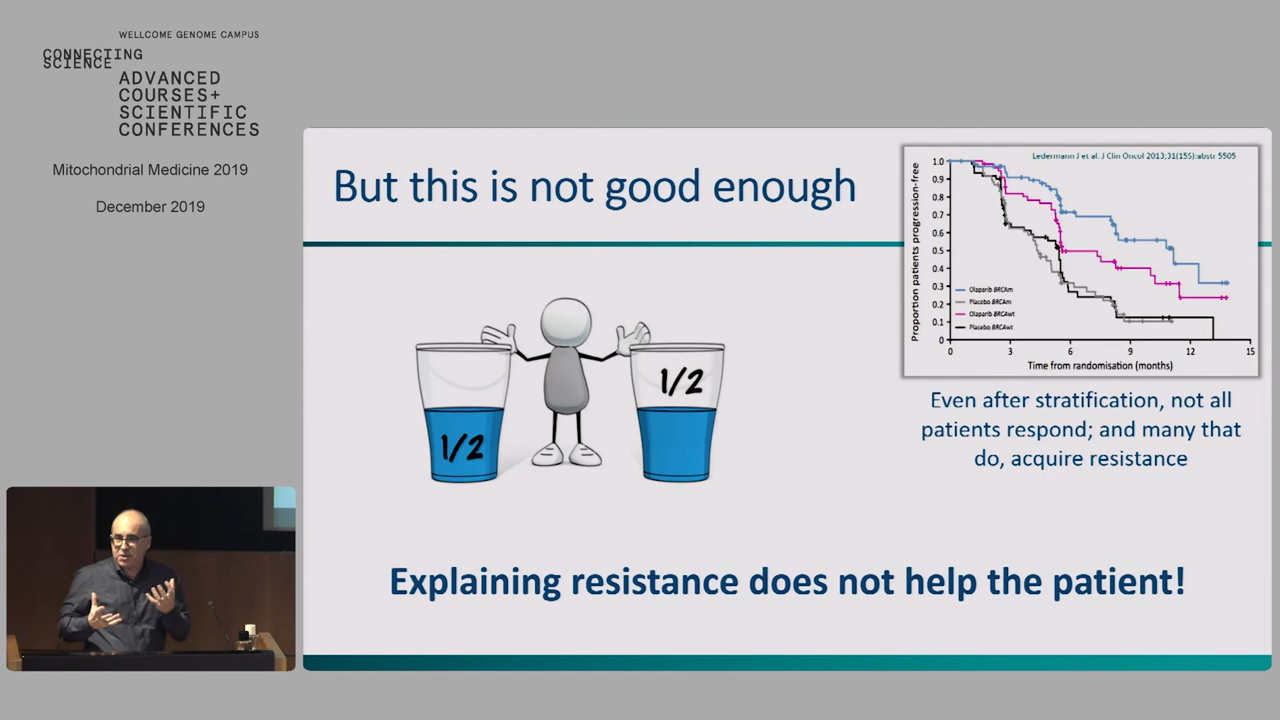 WELLCOME GENOME CAMPUS
CONNECTING
SCIENCE
ADVANCED
COURSES+
SCIENTIFIC
CONFERENCES
Mitochondrial Medicine 2019
December 2019
But this is not good enough
Ledermann J et al. J Clin Oncol 2013;31(15S):abstr 5505
Proportion patients progression-free
1.0
0.9
0.8
0.7
0.6
0.5
0.4
0.3
0.2
0.1
0
Olaparib BRCAm
Placebo BRCAm
Olaparib BRCAwt
Placebo BRCAwt
0 3 6 9 12 15
Time from randomisation (months)
1/2
1/2
Even after stratification, not all
patients respond; and many that
do, acquire resistance
Explaining resistance does not help the patient!